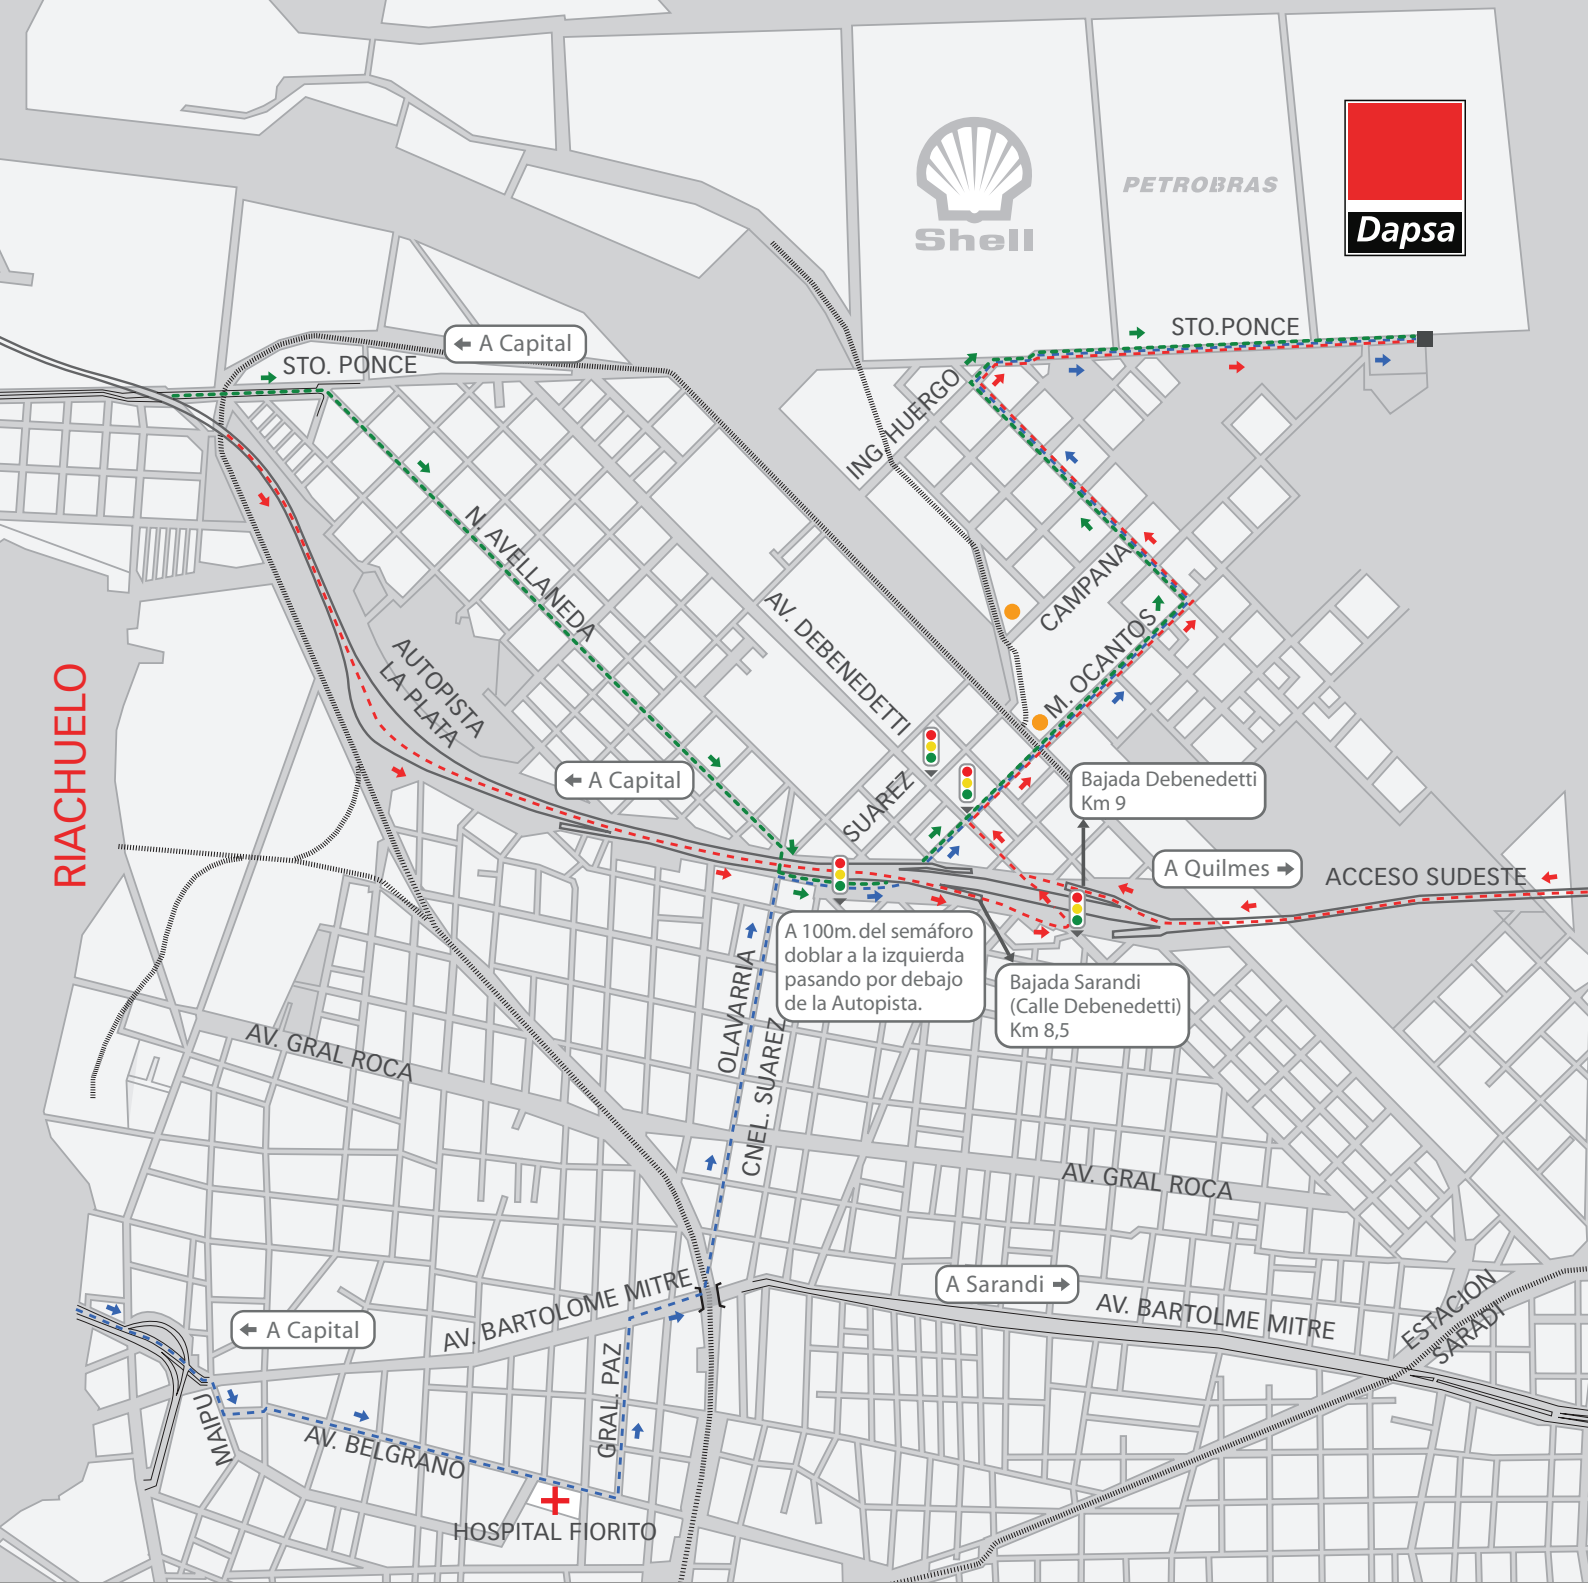 PETROBRAS
Shell
Dapsa
STO.PONCE
A Capital
STO. PONCE
ING HUERGO
N. AVELLANEDA
CAMPANA
AV. DEBENEDETTI
M. OCANTOS
AUTOPISTA
LA PLATA
RIACHUELO
A Capital
SUAREZ
Bajada Debenedetti
Km 9
A Quilmes
ACCESO SUDESTE
A 100m. del semáforo
doblar a la izquierda
pasando por debajo
de la Autopista.
Bajada Sarandi
(Calle Debenedetti)
Km 8,5
OLAVARRIA
CNEL. SUAREZ
AV. GRAL ROCA
AV. GRAL ROCA
A Sarandi
AV. BARTOLOME MITRE
AV. BARTOLME MITRE
ESTACION
SARADI
A Capital
MAIPU
GRAL. PAZ
AV. BELGRANO
HOSPITAL FIORITO